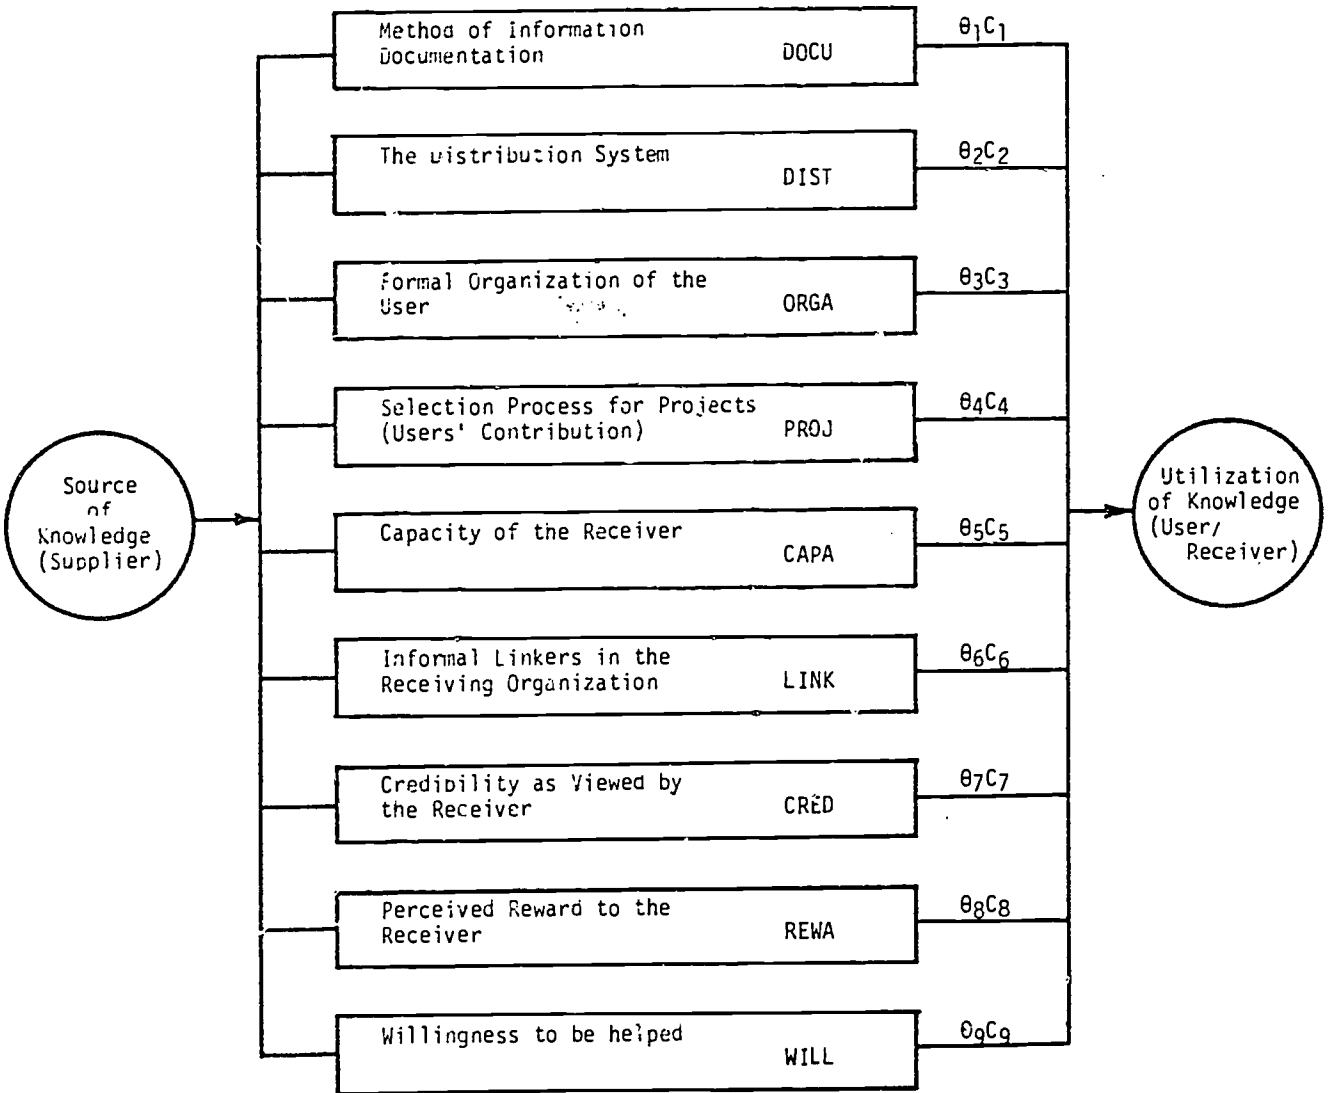 Method of Information
Documentation
DOCU
θ1C1
The Distribution System
DIST
θ2C2
Formal Organization of the
User
ORGA
θ3C3
Selection Process for Projects
(Users' Contribution)
PROJ
θ4C4
Source
of
Knowledge
(Supplier)
Utilization
of Knowledge
(User/
Receiver)
Capacity of the Receiver
CAPA
θ5C5
Informal Linkers in the
Receiving Organization
LINK
θ6C6
Credibility as Viewed by
the Receiver
CRED
θ7C7
Perceived Reward to the
Receiver
REWA
θ8C8
Willingness to be helped
WILL
θ9C9